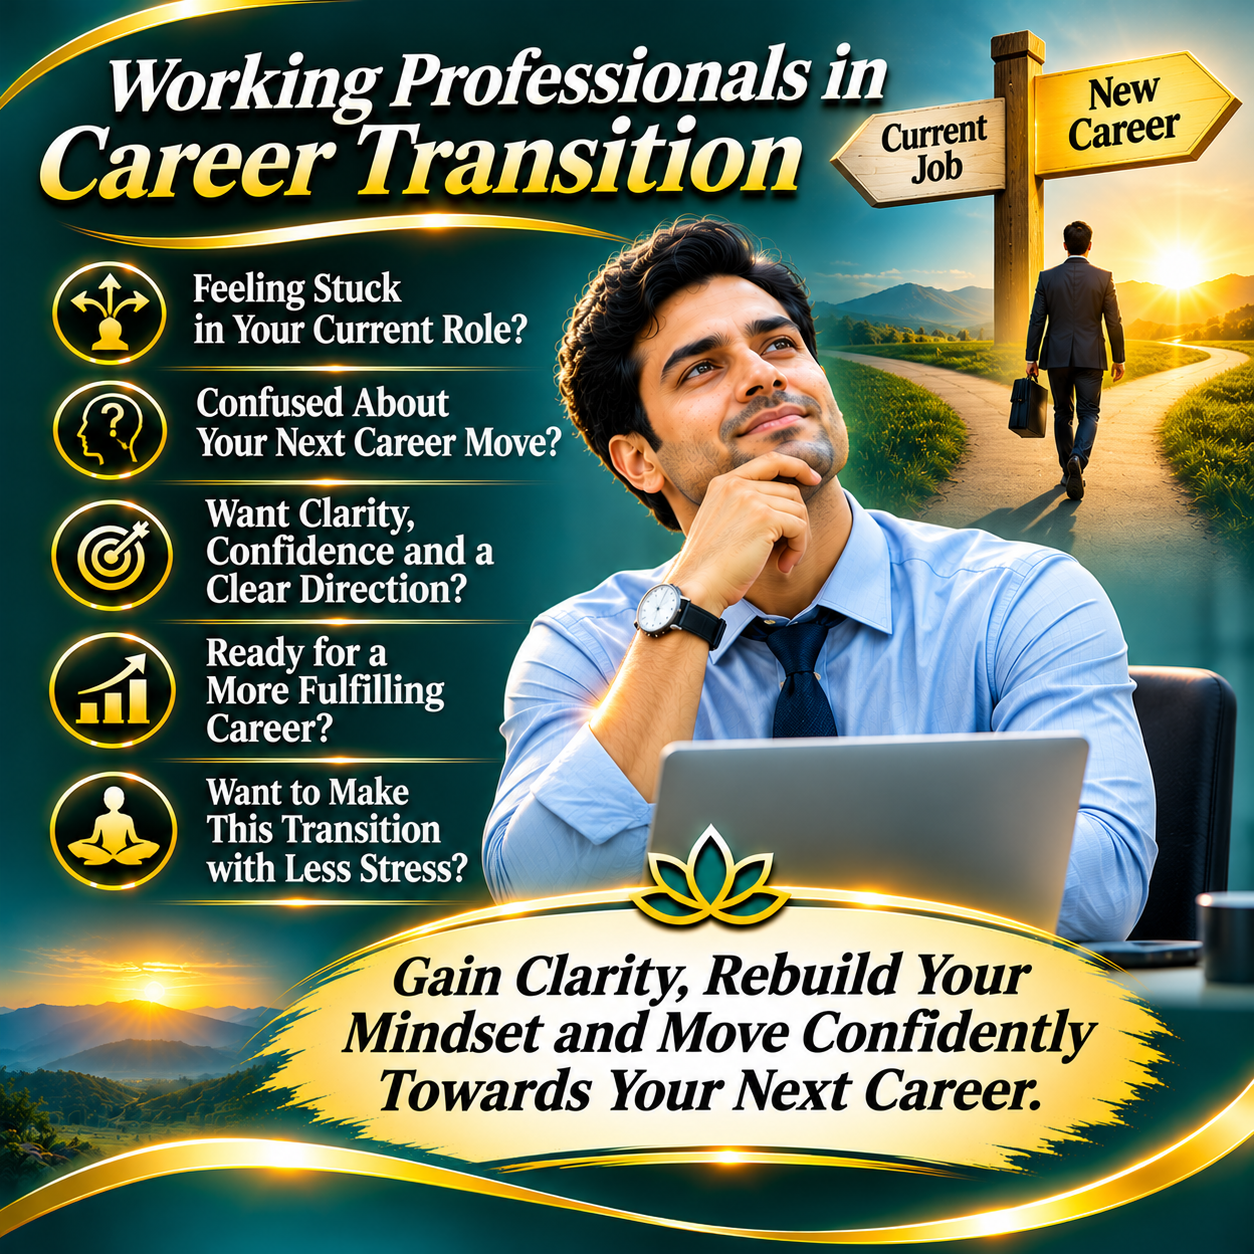 Working Professionals in
Career Transition
Current
Job
New
Career
Feeling Stuck
in Your Current Role?
Confused About
Your Next Career Move?
Want Clarity,
Confidence and a
Clear Direction?
Ready for a
More Fulfilling
Career?
Want to Make
This Transition
with Less Stress?
Gain Clarity, Rebuild Your
Mindset and Move Confidently
Towards Your Next Career.